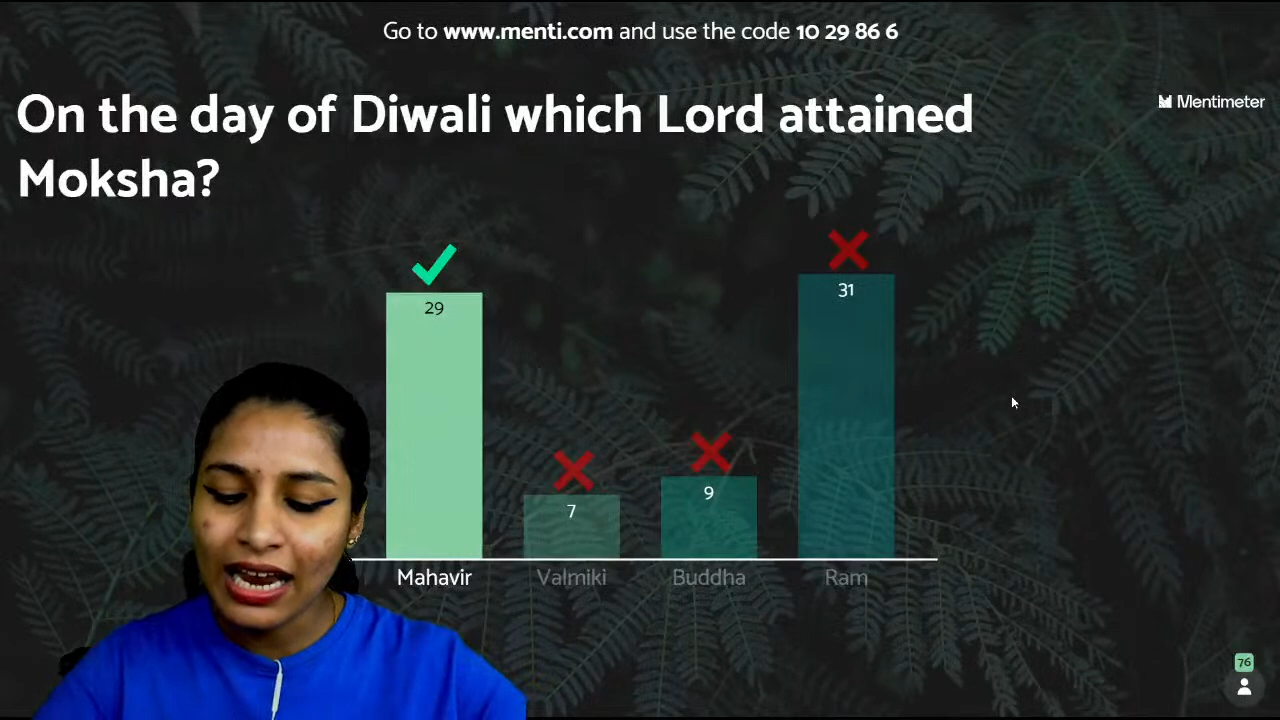 Go to www.menti.com and use the code 10 29 86 6
On the day of Diwali which Lord attained
Moksha?
Mentimeter
29
7
9
31
Mahavir
Valmiki
Buddha
Ram
76